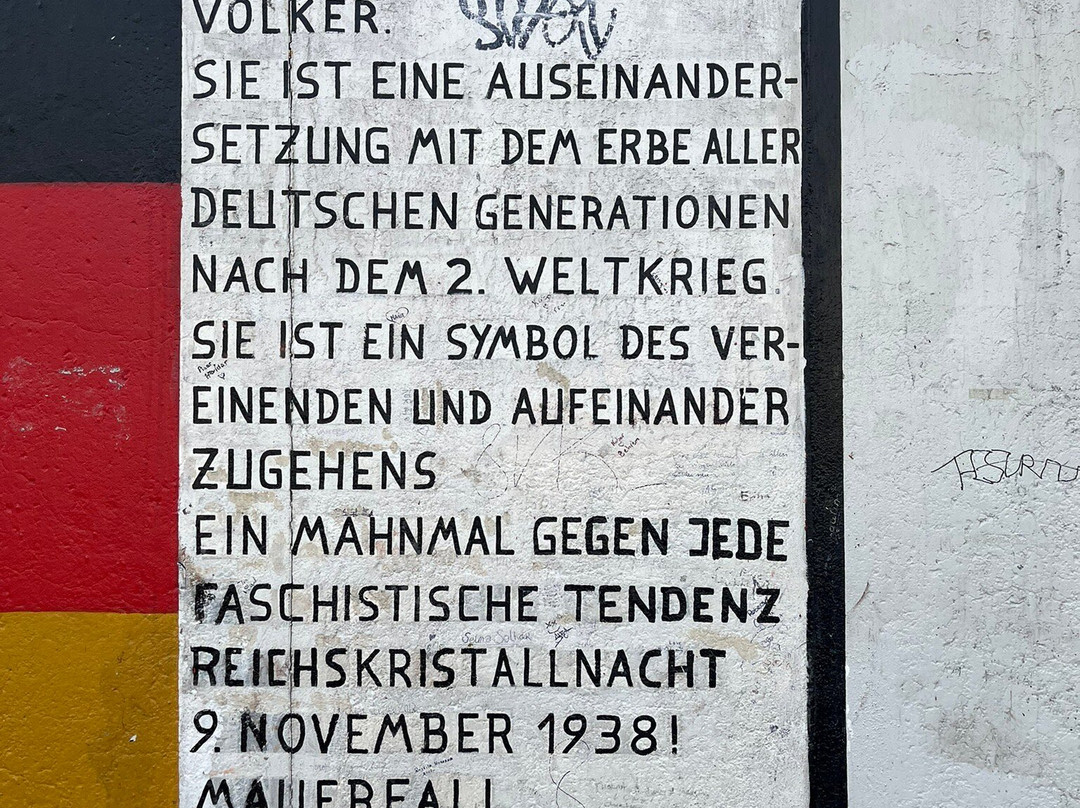 VÖLKER.
SIE IST EINE AUSEINANDER-
SETZUNG MIT DEM ERBE ALLER
DEUTSCHEN GENERATIONEN
NACH DEM 2. WELTKRIEG.
SIE IST EIN SYMBOL DES VER-
EINENDEN UND AUFEINANDER
ZUGEHENS
EIN MAHNMAL GEGEN JEDE
FASCHISTISCHE TENDENZ
REICHSKRISTALLNACHT
9. NOVEMBER 1938!
MAUERFALL